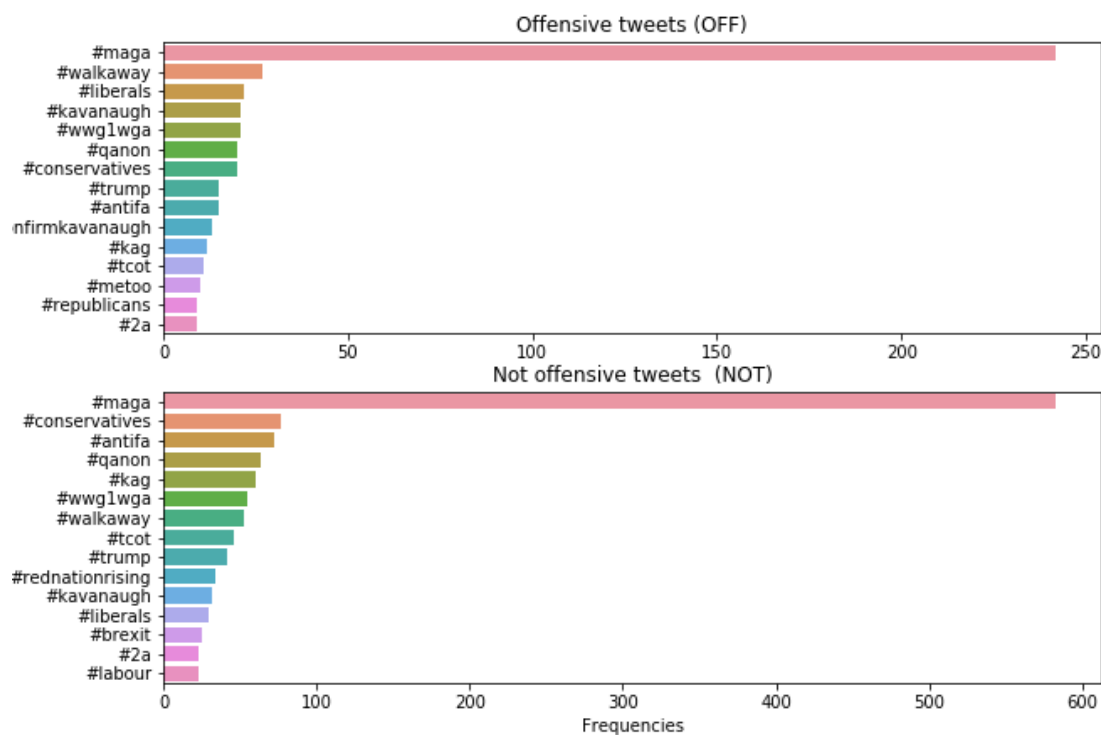 Offensive tweets (OFF)
#maga
#walkaway
#liberals
#kavanaugh
#wwg1wga
#qanon
#conservatives
#trump
#antifa
nfirmkavanaugh
#kag
#tcot
#metoo
#republicans
#2a
0 50 100 150 200 250
Not offensive tweets (NOT)
#maga
#conservatives
#antifa
#qanon
#kag
#wwg1wga
#walkaway
#tcot
#trump
#rednationrising
#kavanaugh
#liberals
#brexit
#2a
#labour
0 100 200 300 400 500 600
Frequencies